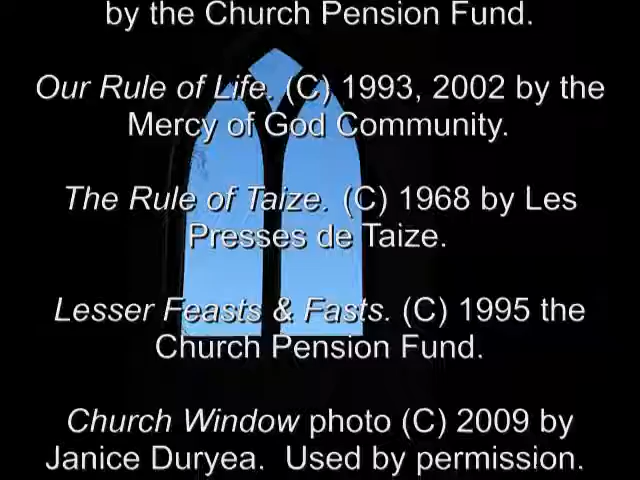 by the Church Pension Fund.
Our Rule of Life. (C) 1993, 2002 by the
Mercy of God Community.
The Rule of Taize. (C) 1968 by Les
Presses de Taize.
Lesser Feasts & Fasts. (C) 1995 the
Church Pension Fund.
Church Window photo (C) 2009 by
Janice Duryea.  Used by permission.